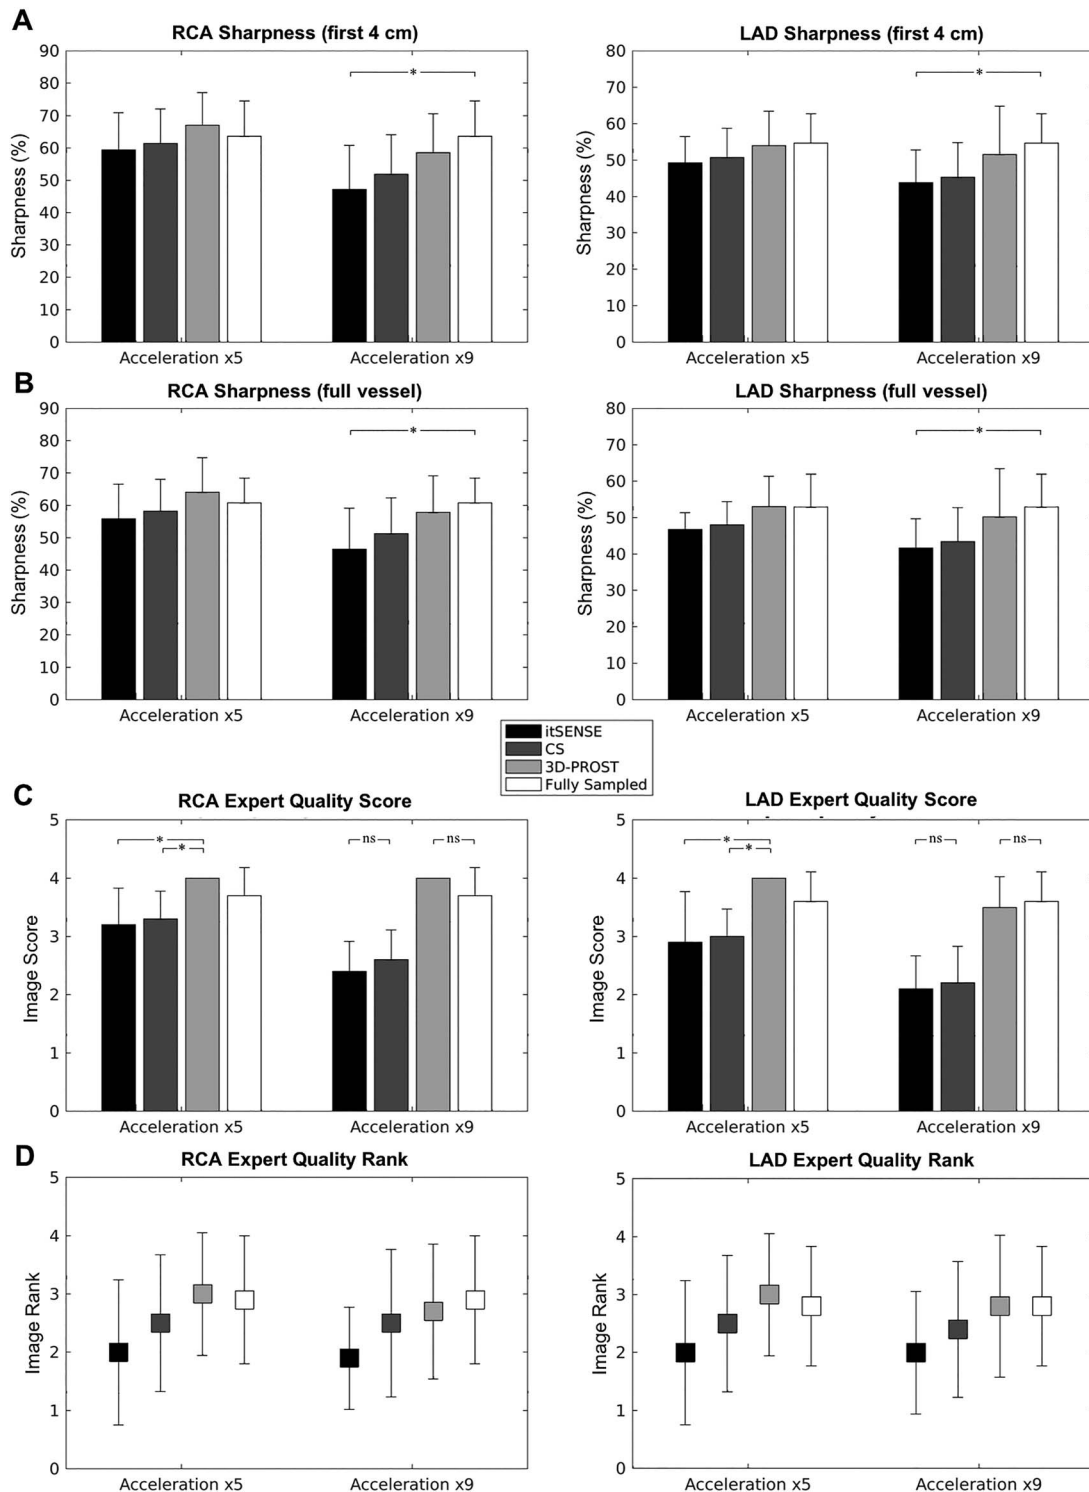 A
RCA Sharpness (first 4 cm)
LAD Sharpness (first 4 cm)
Sharpness (%)
90
80
70
60
50
40
30
20
10
0
*
Acceleration x5
Acceleration x9
Sharpness (%)
80
70
60
50
40
30
20
10
0
*
Acceleration x5
Acceleration x9
B
RCA Sharpness (full vessel)
LAD Sharpness (full vessel)
Sharpness (%)
90
80
70
60
50
40
30
20
10
0
*
Acceleration x5
Acceleration x9
Sharpness (%)
80
70
60
50
40
30
20
10
0
*
Acceleration x5
Acceleration x9
itSENSE
CS
3D-PROST
Fully Sampled
C
RCA Expert Quality Score
LAD Expert Quality Score
Image Score
5
4
3
2
1
0
*
*
ns
ns
Acceleration x5
Acceleration x9
Image Score
5
4
3
2
1
0
*
*
ns
ns
Acceleration x5
Acceleration x9
D
RCA Expert Quality Rank
LAD Expert Quality Rank
Image Rank
5
4
3
2
1
0
Acceleration x5
Acceleration x9
Image Rank
5
4
3
2
1
0
Acceleration x5
Acceleration x9